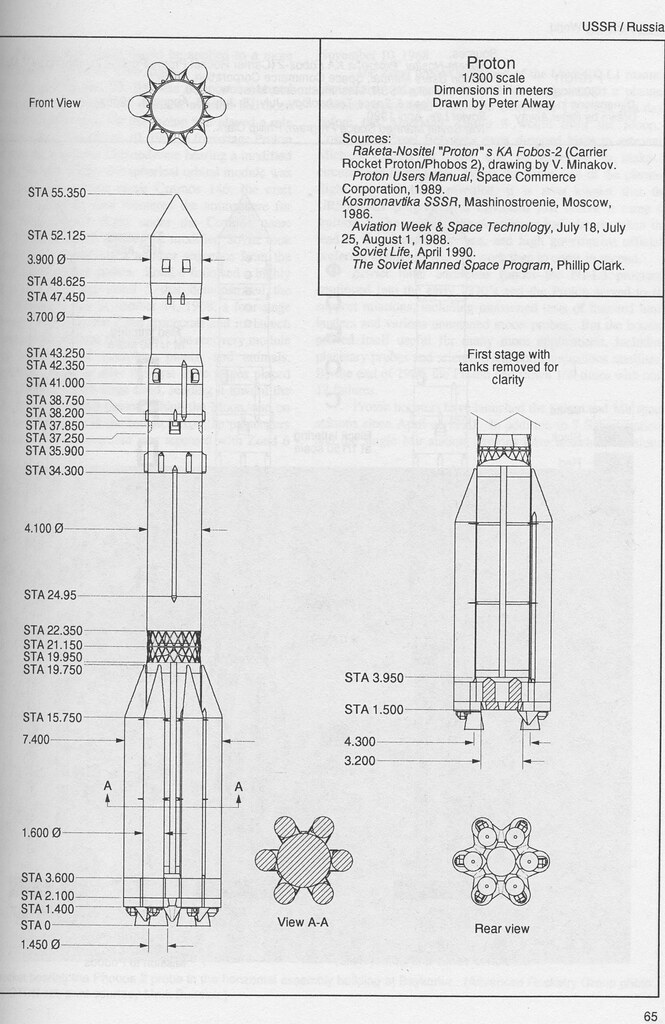 USSR / Russia
Proton
1/300 scale
Dimensions in meters
Drawn by Peter Alway
Sources:
Raketa-Nositel "Proton" s KA Fobos-2 (Carrier
Rocket Proton/Phobos 2), drawing by V. Minakov.
Proton Users Manual, Space Commerce
Corporation, 1989.
Kosmonavtika SSSR, Mashinostroenie, Moscow,
1986.
Aviation Week & Space Technology, July 18, July
25, August 1, 1988.
Soviet Life, April 1990.
The Soviet Manned Space Program, Phillip Clark.
Front View
STA 55.350
STA 52.125
3.900 Ø
STA 48.625
STA 47.450
3.700 Ø
STA 43.250
STA 42.350
STA 41.000
STA 38.750
STA 38.200
STA 37.850
STA 37.250
STA 35.900
STA 34.300
4.100 Ø
STA 24.95
STA 22.350
STA 21.150
STA 19.950
STA 19.750
STA 15.750
7.400
A
A
1.600 Ø
STA 3.600
STA 2.100
STA 1.400
STA 0
1.450 Ø
First stage with
tanks removed for
clarity
STA 3.950
STA 1.500
4.300
3.200
View A-A
Rear view
65